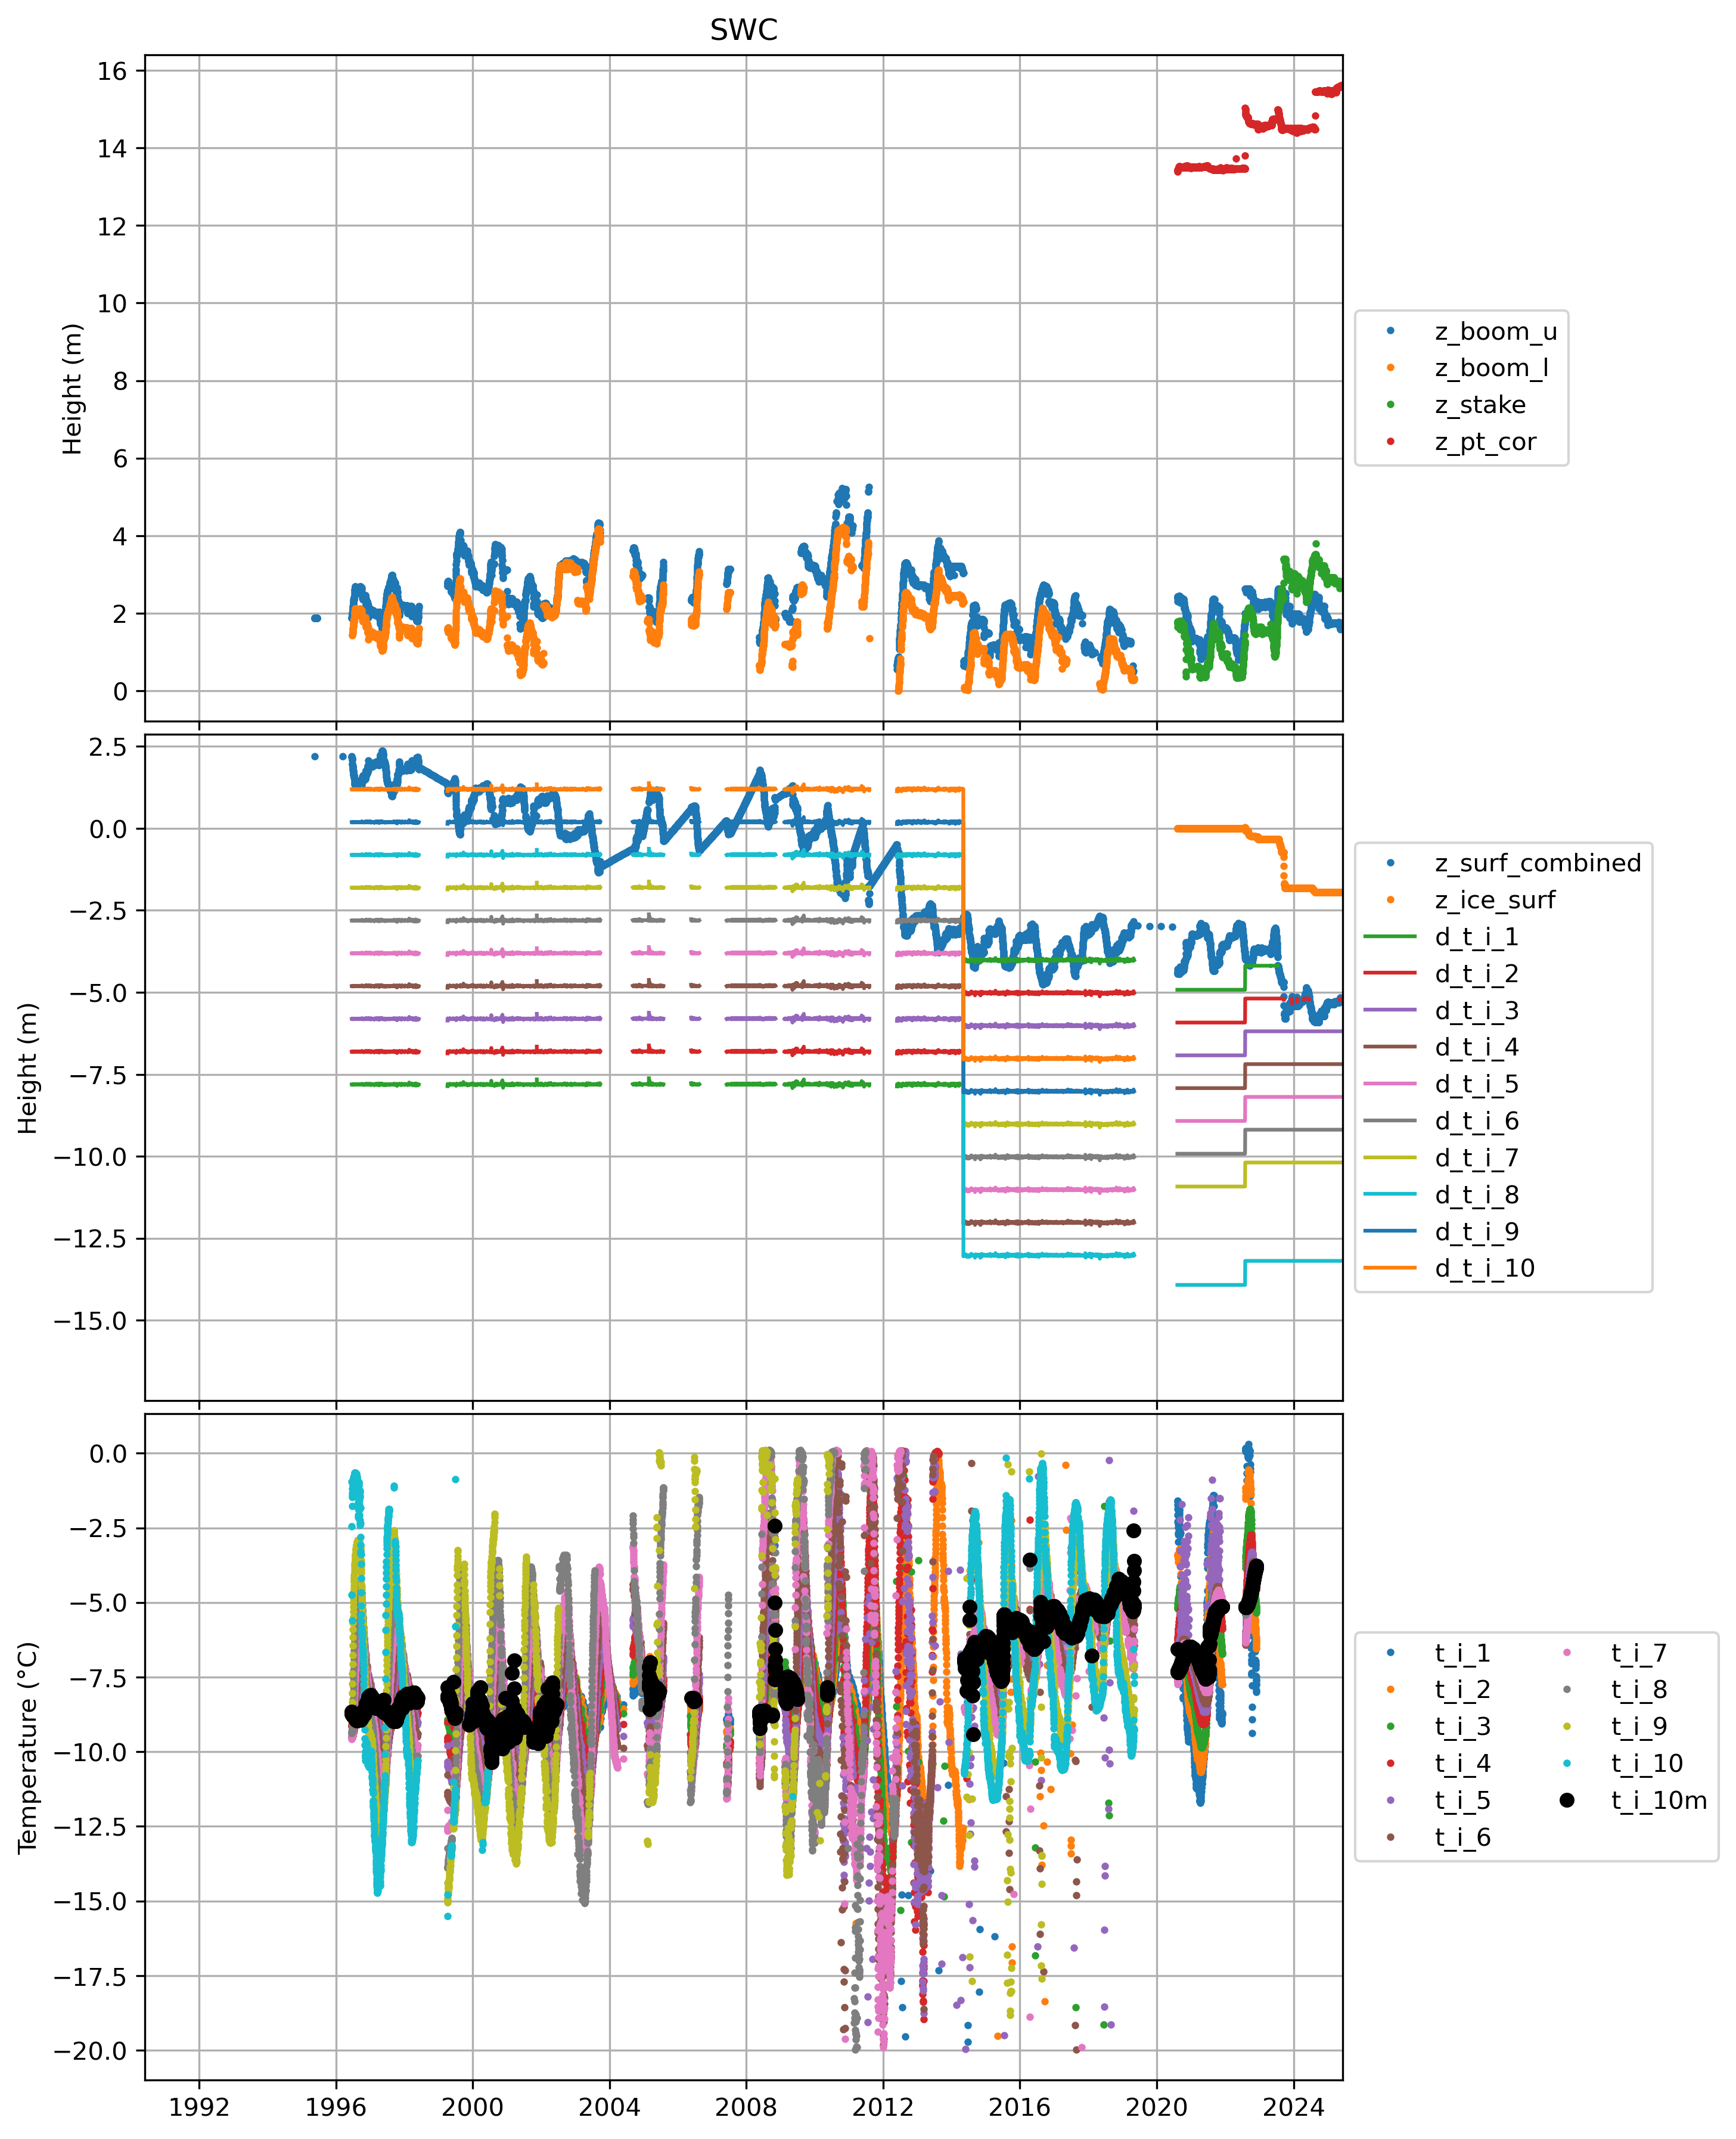 SWC
16
14
12
10
8
6
4
2
0
Height (m)
z_boom_u
z_boom_l
z_stake
z_pt_cor
2.5
0.0
−2.5
−5.0
−7.5
−10.0
−12.5
−15.0
Height (m)
z_surf_combined
z_ice_surf
d_t_i_1
d_t_i_2
d_t_i_3
d_t_i_4
d_t_i_5
d_t_i_6
d_t_i_7
d_t_i_8
d_t_i_9
d_t_i_10
0.0
−2.5
−5.0
−7.5
−10.0
−12.5
−15.0
−17.5
−20.0
Temperature (°C)
t_i_1
t_i_2
t_i_3
t_i_4
t_i_5
t_i_6
t_i_7
t_i_8
t_i_9
t_i_10
t_i_10m
1992 1996 2000 2004 2008 2012 2016 2020 2024